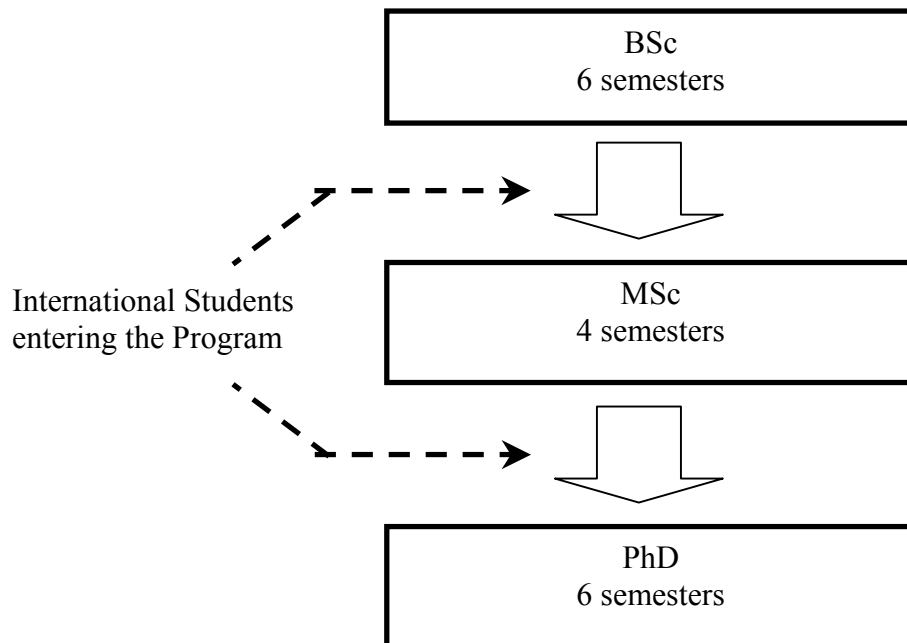 BSc
6 semesters
International Students
entering the Program
MSc
4 semesters
PhD
6 semesters